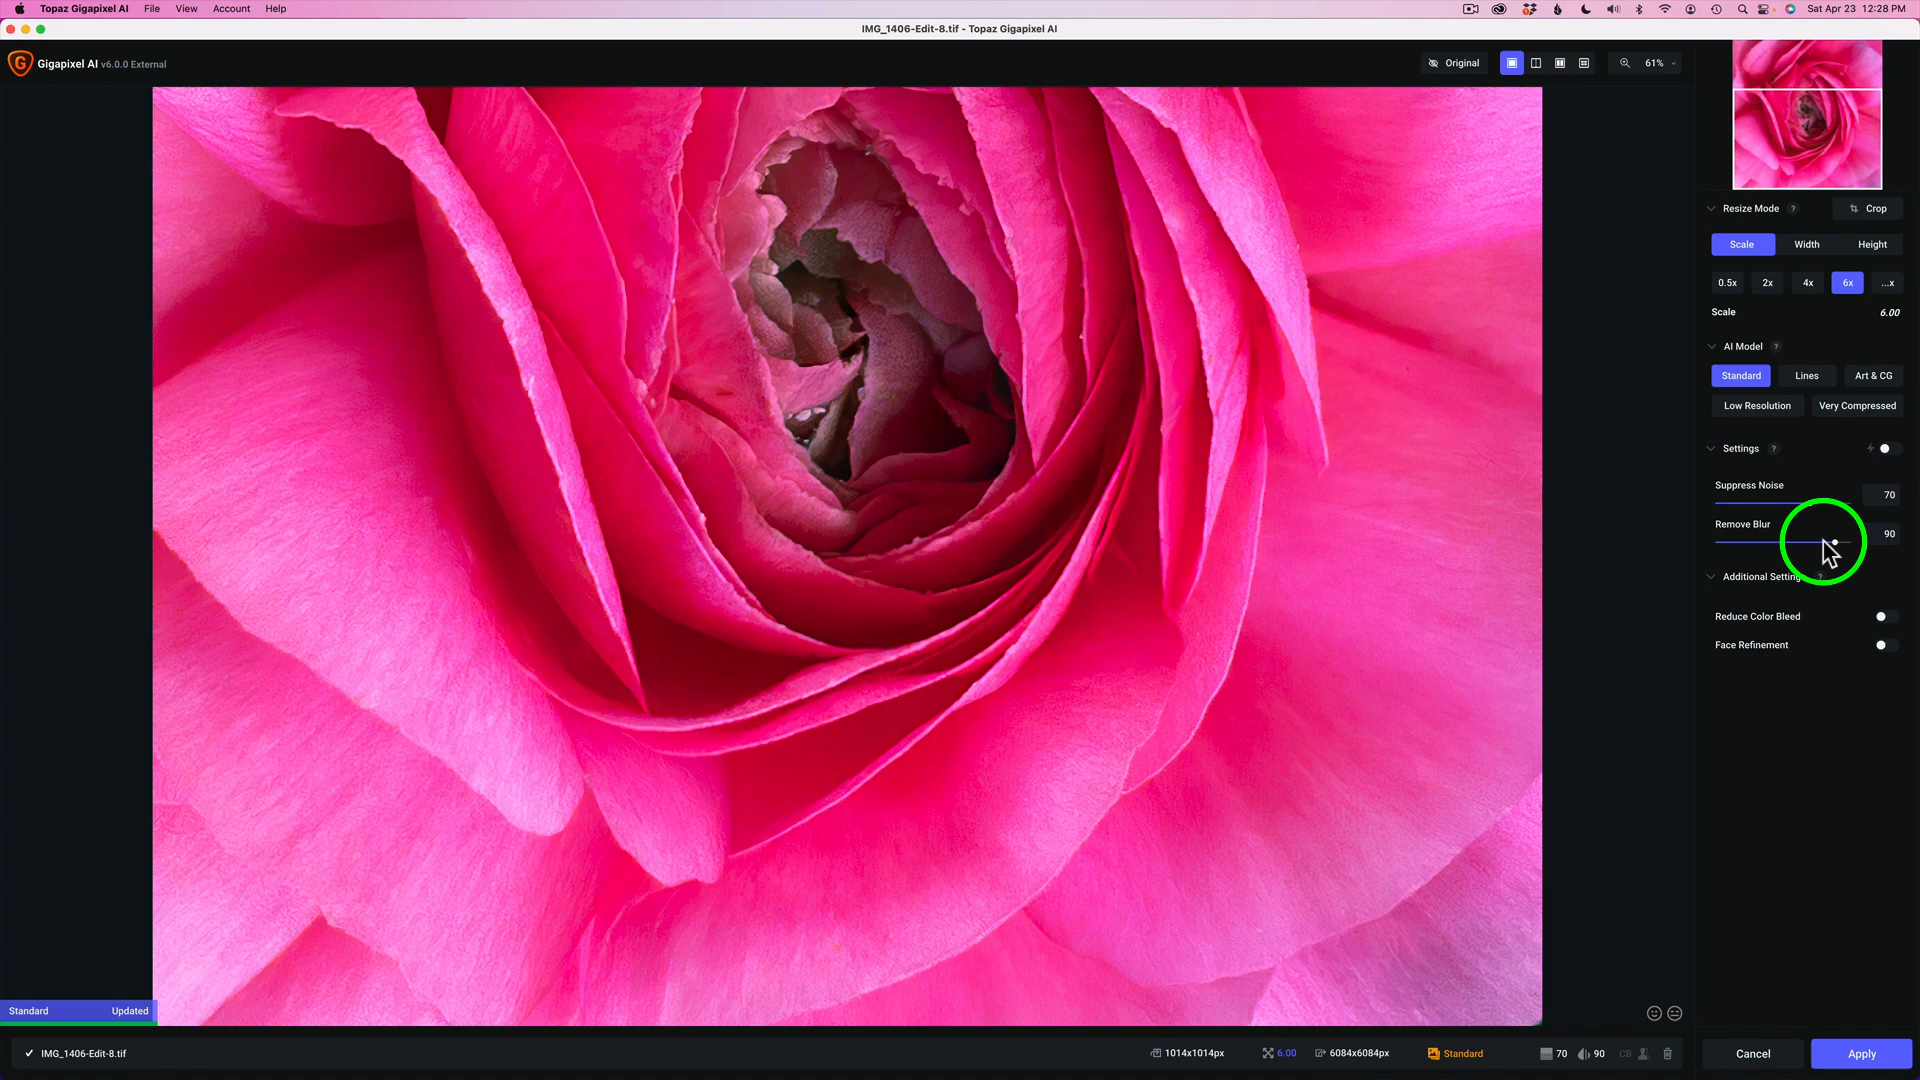 Topaz Gigapixel AI File View Account Help Sat Apr 23 12:28 PM
IMG_1406-Edit-8.tif - Topaz Gigapixel AI
G Gigapixel AI v6.0.0 External Original 61%
Resize Mode ? Crop
Scale Width Height
0.5x 2x 4x 6x ...x
Scale 6.00
AI Model ?
Standard Lines Art & CG
Low Resolution Very Compressed
Settings ?
Suppress Noise 70
Remove Blur 90
Additional Setting ?
Reduce Color Bleed
Face Refinement
Standard Updated
IMG_1406-Edit-8.tif 1014x1014px 6.00 6084x6084px Standard 70 90 CB Cancel Apply